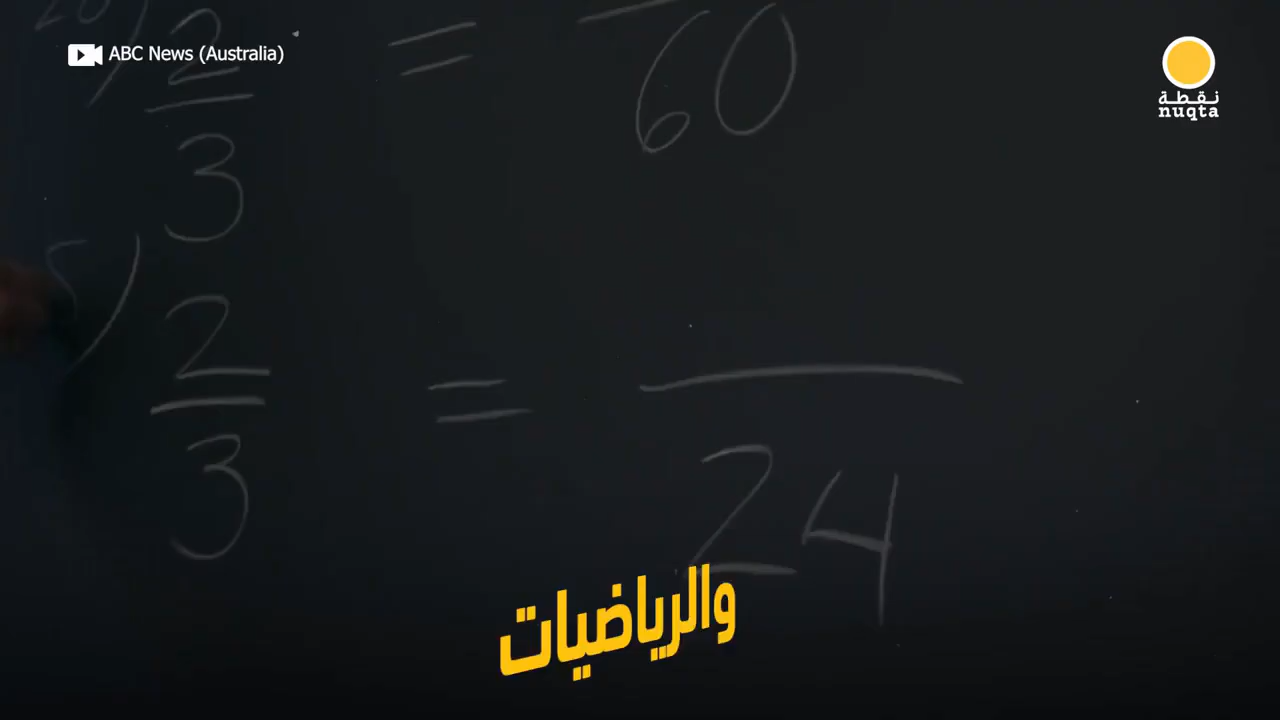 ABC News (Australia)
نقطة
nuqta
2
3
=
60
2
3
=
24
والرياضيات